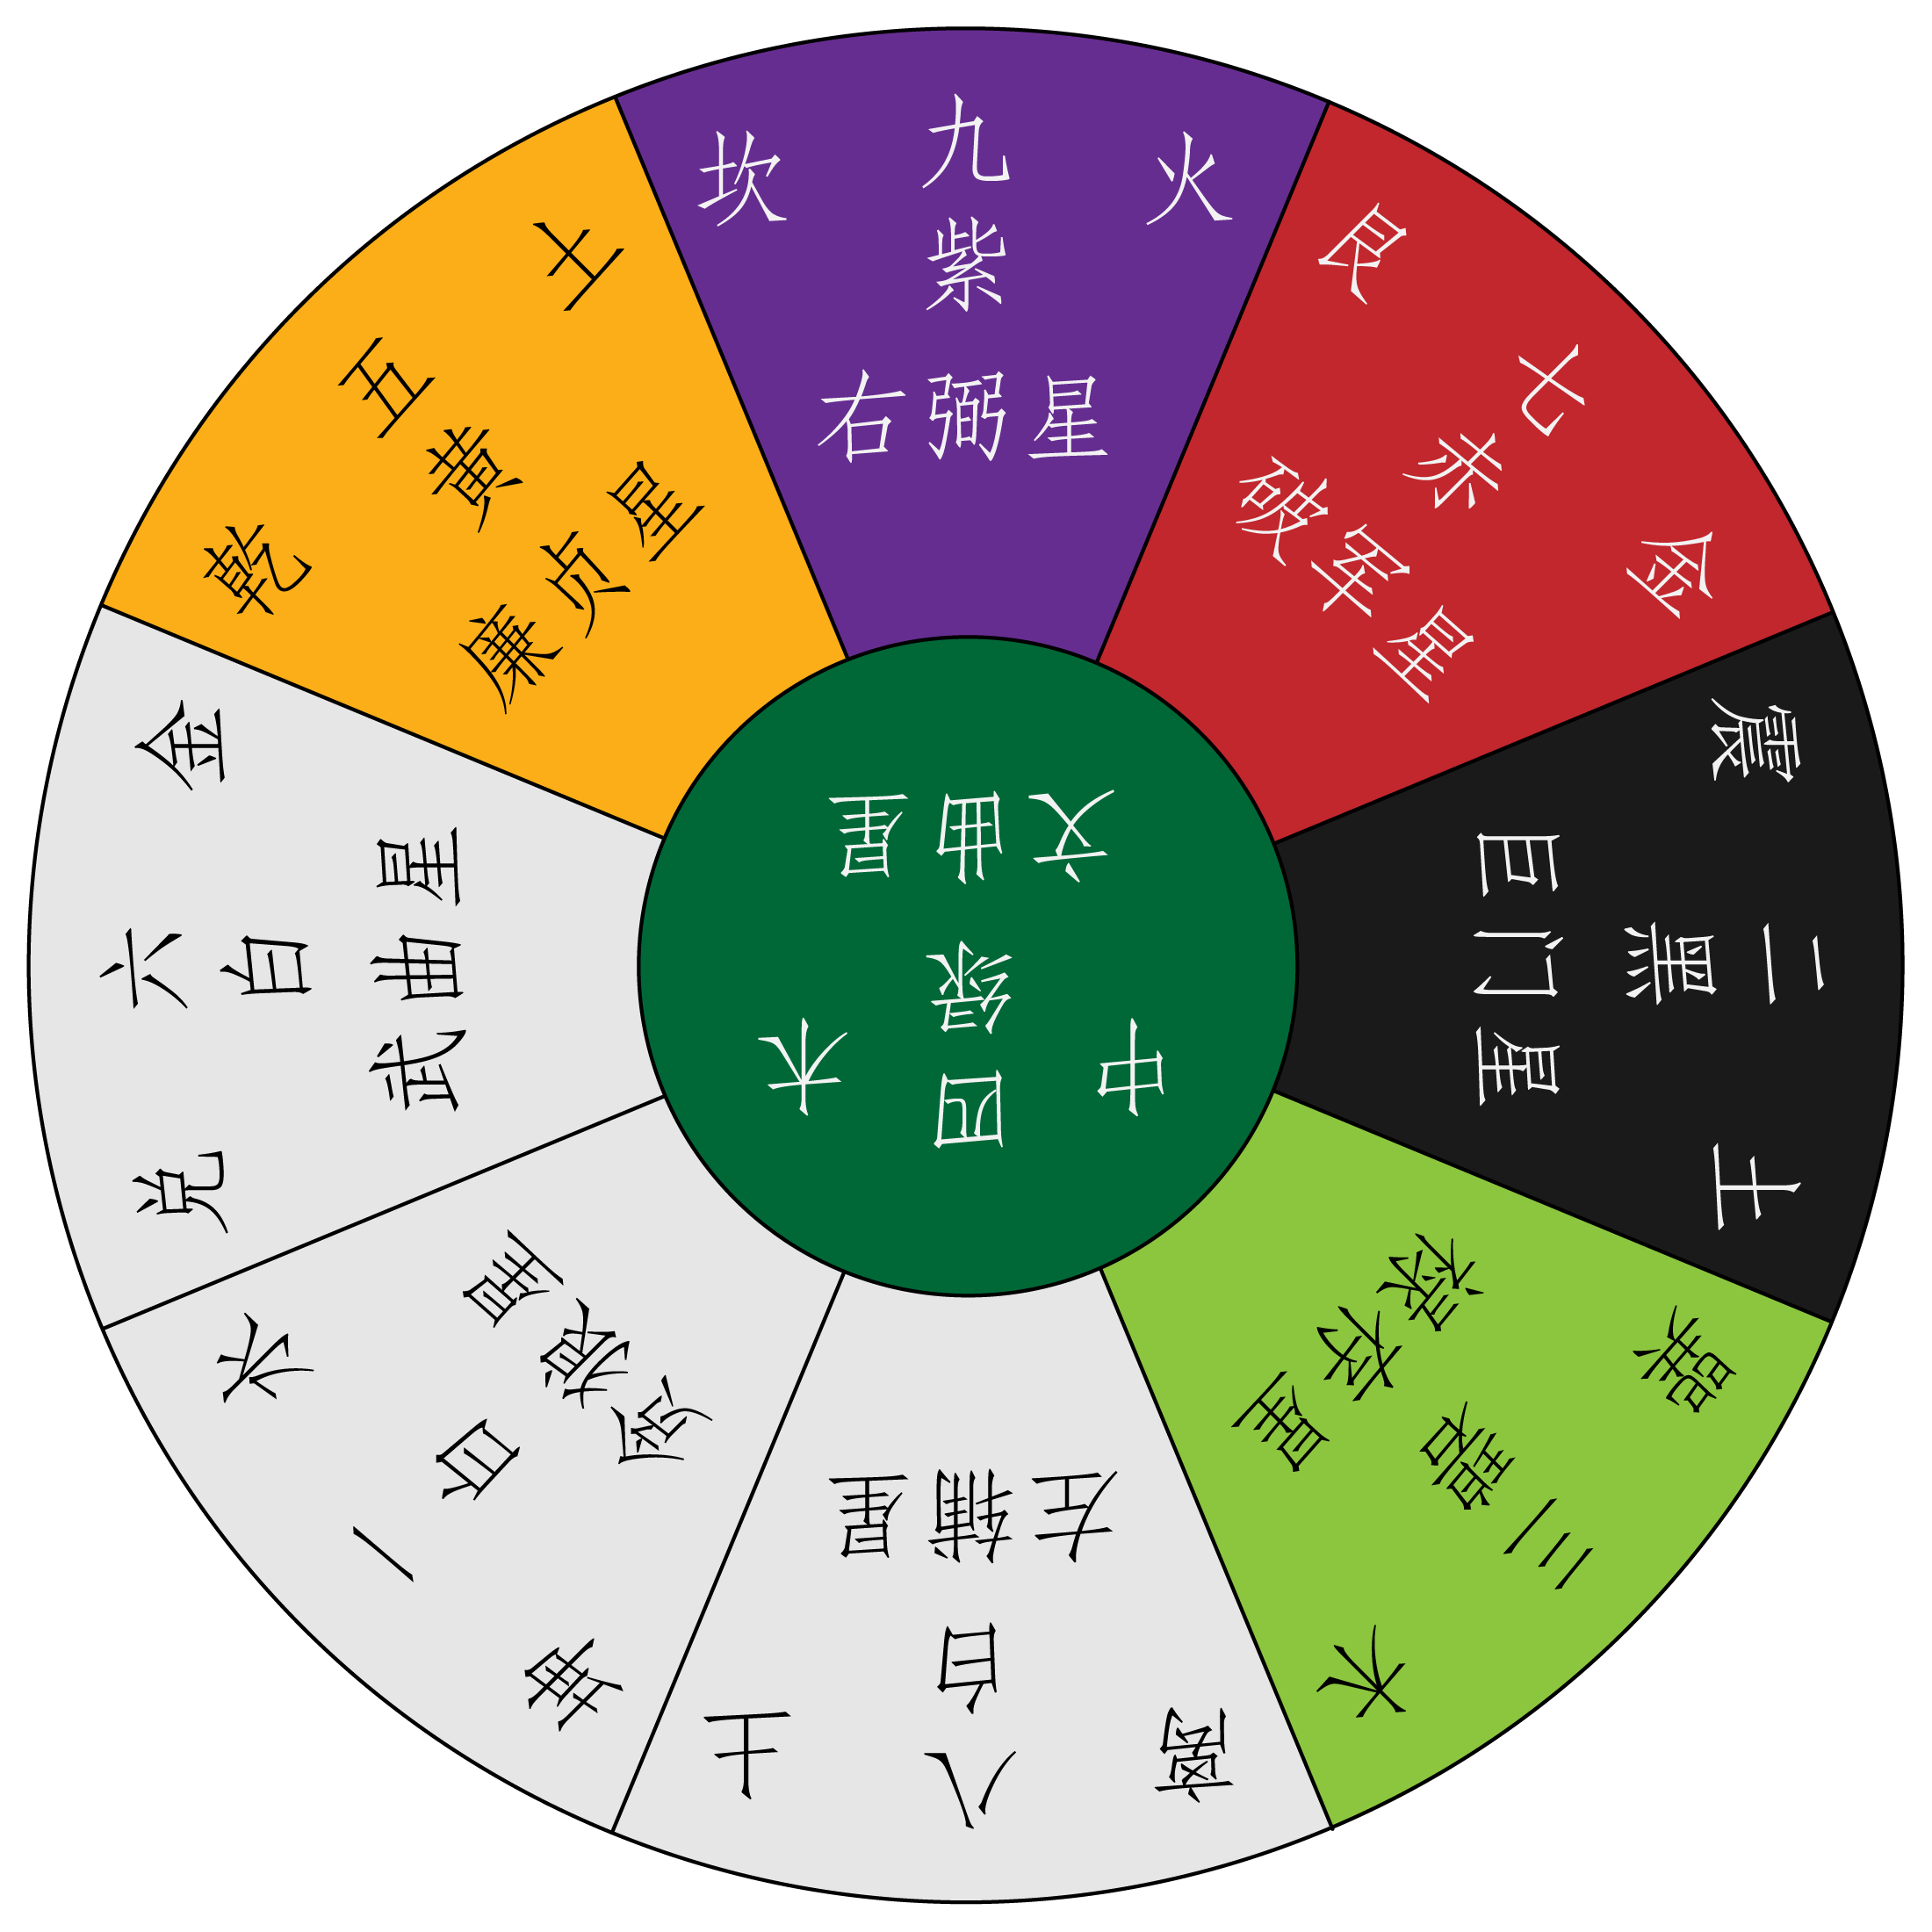 坎 九 火
紫
右弼星
艮 七 金
赤
破军星
震 二 土
黑
巨门星
巽 三 木
碧
禄存星
离 八 土
白
左辅星
坤 一 水
白
贪狼星
兑 六 金
白
武曲星
乾 五 土
黄
廉贞星
中 四 木
绿
文曲星